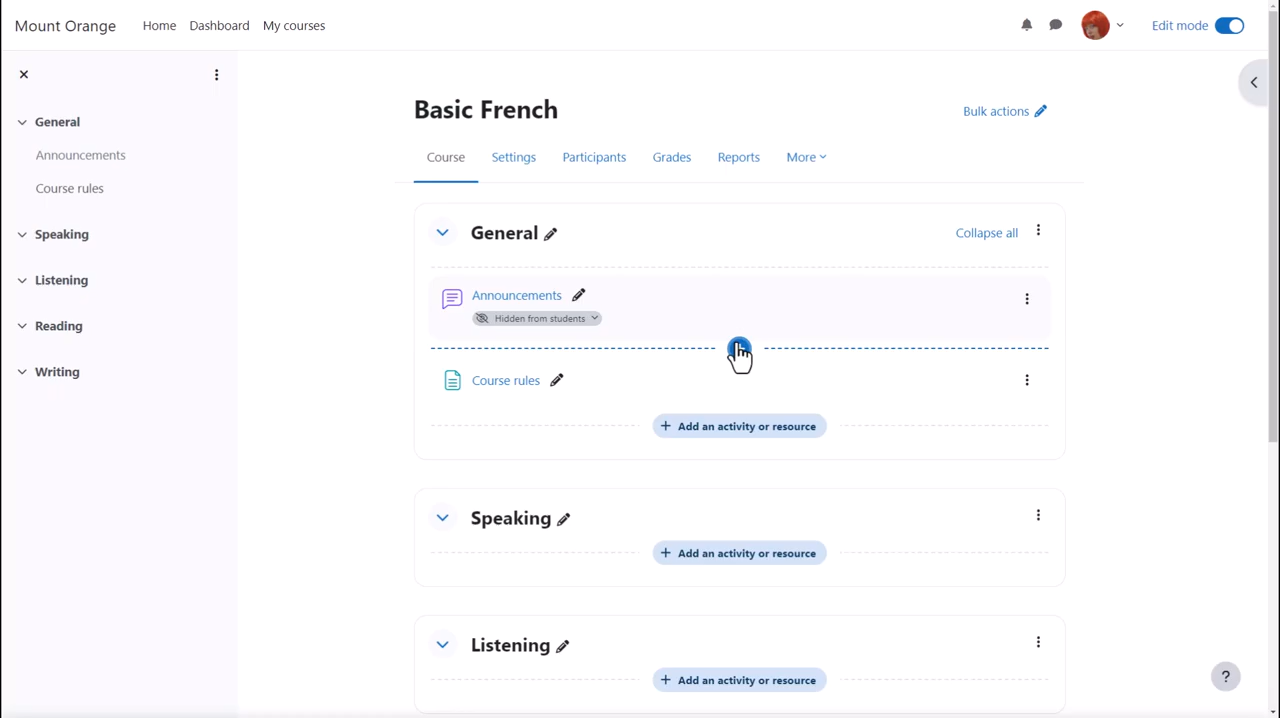 Mount Orange Home Dashboard My courses Edit mode
General
Announcements
Course rules
Speaking
Listening
Reading
Writing
Basic French Bulk actions
Course Settings Participants Grades Reports More
General Collapse all
Announcements
Hidden from students
Course rules
+ Add an activity or resource
Speaking
+ Add an activity or resource
Listening
+ Add an activity or resource
?